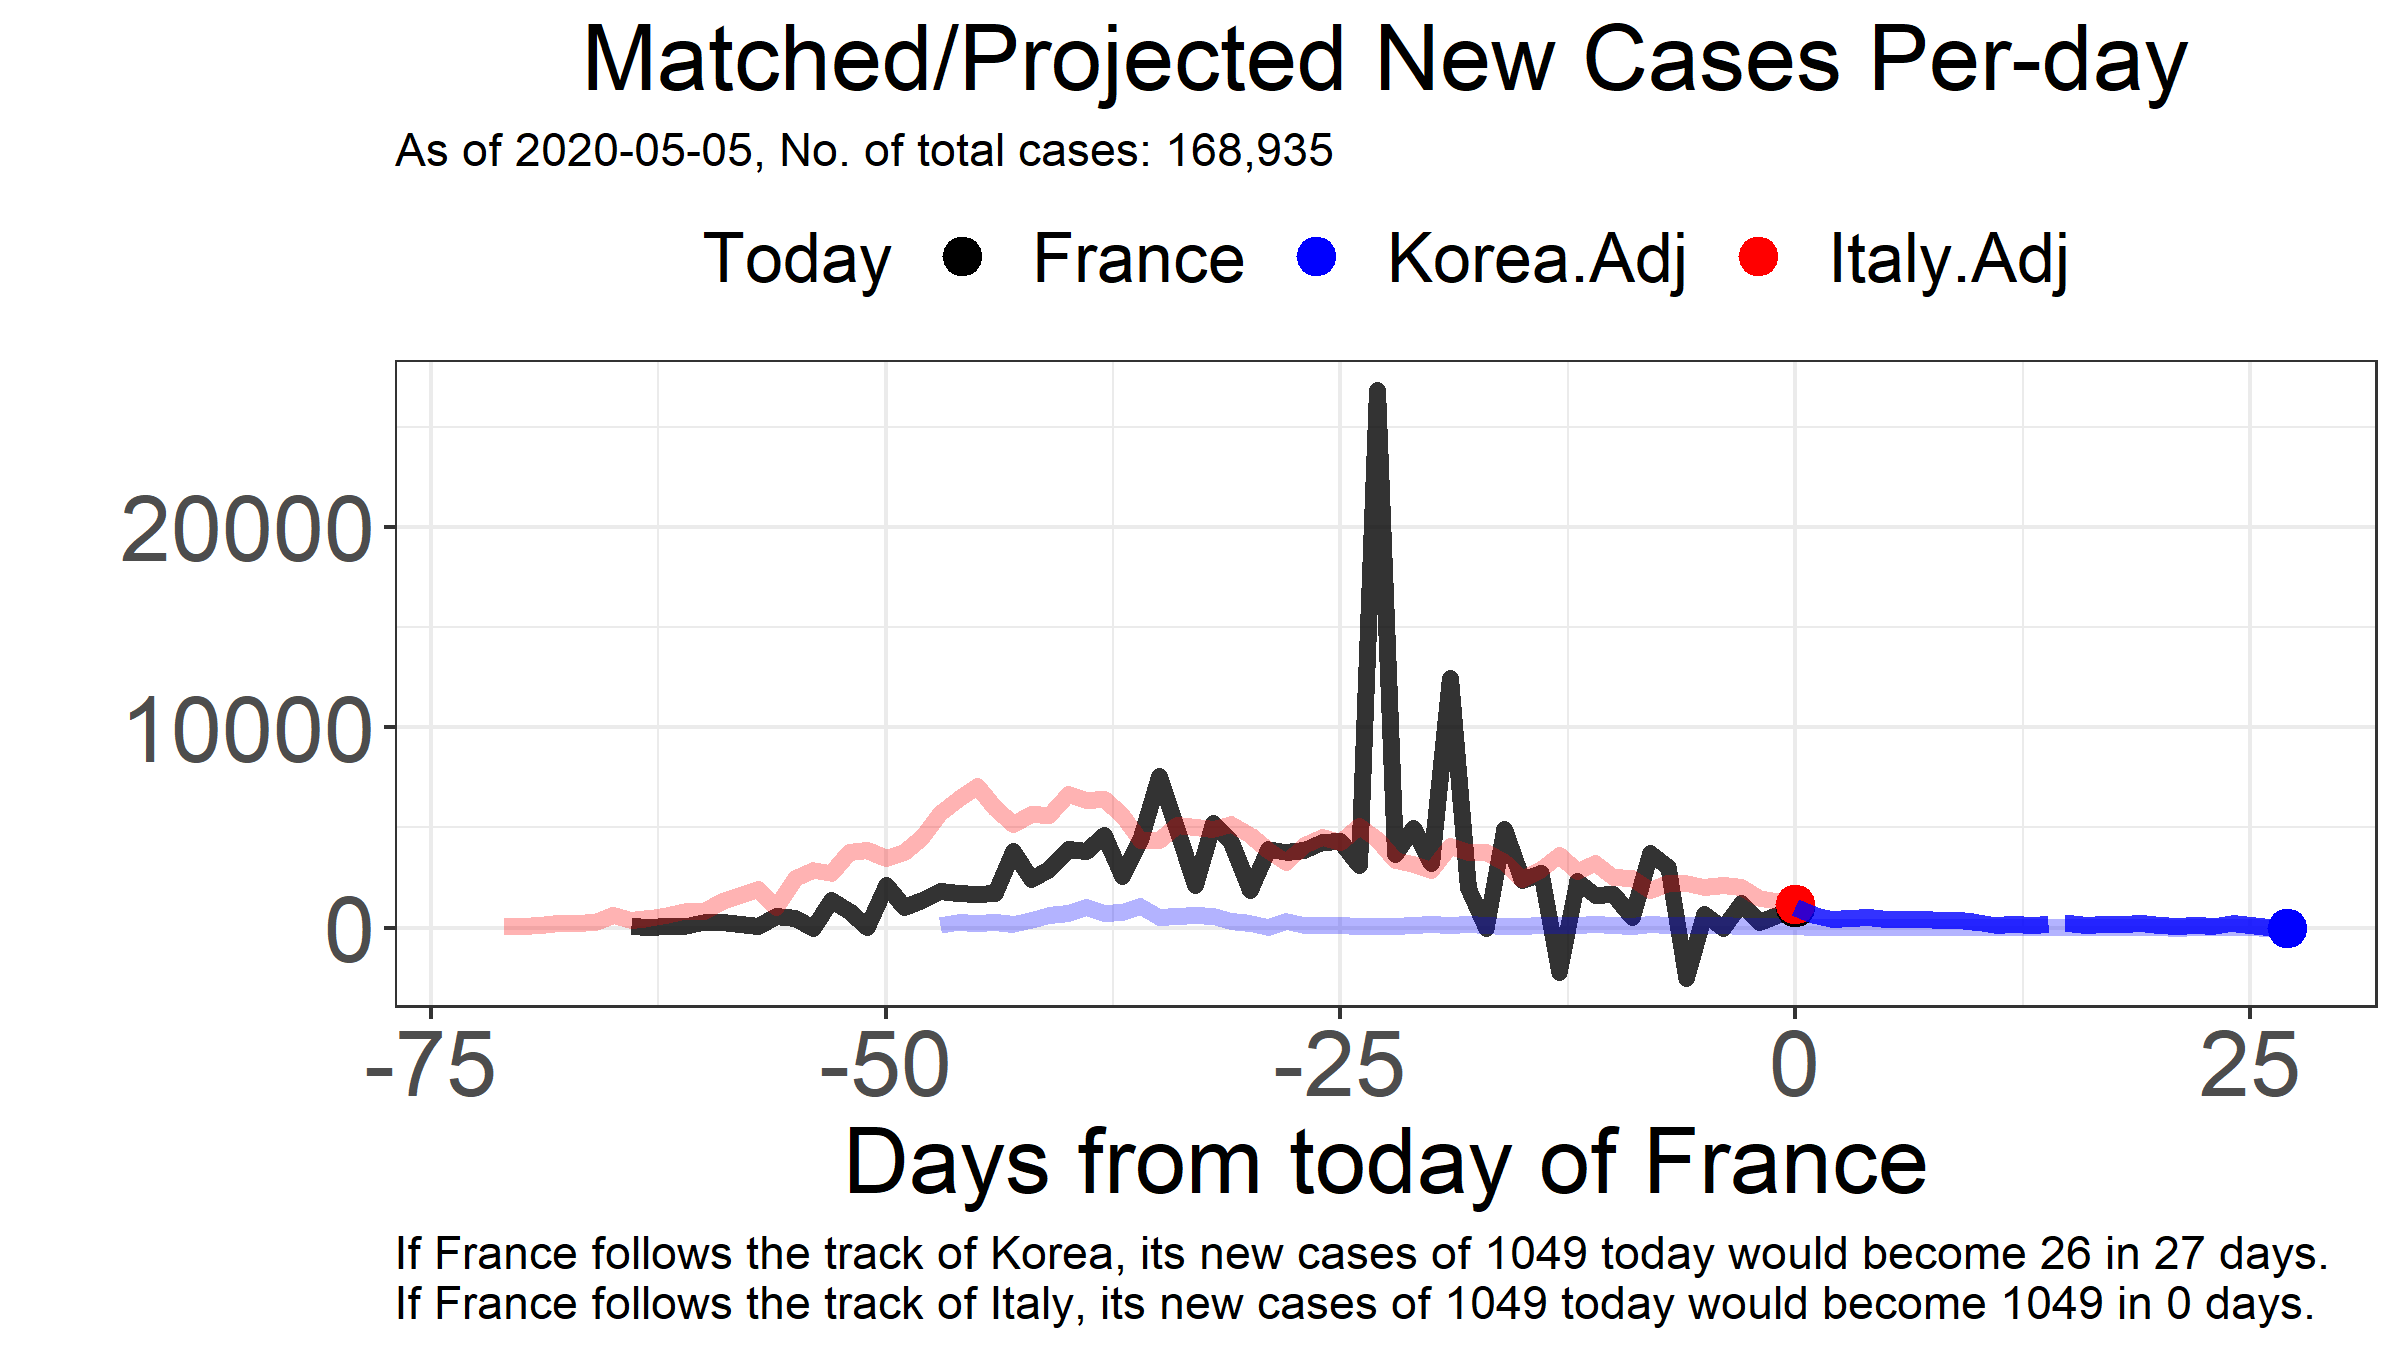 Matched/Projected New Cases Per-day
As of 2020-05-05, No. of total cases: 168,935
Today France Korea.Adj Italy.Adj
20000
10000
0
-75 -50 -25 0 25
Days from today of France
If France follows the track of Korea, its new cases of 1049 today would become 26 in 27 days.
If France follows the track of Italy, its new cases of 1049 today would become 1049 in 0 days.